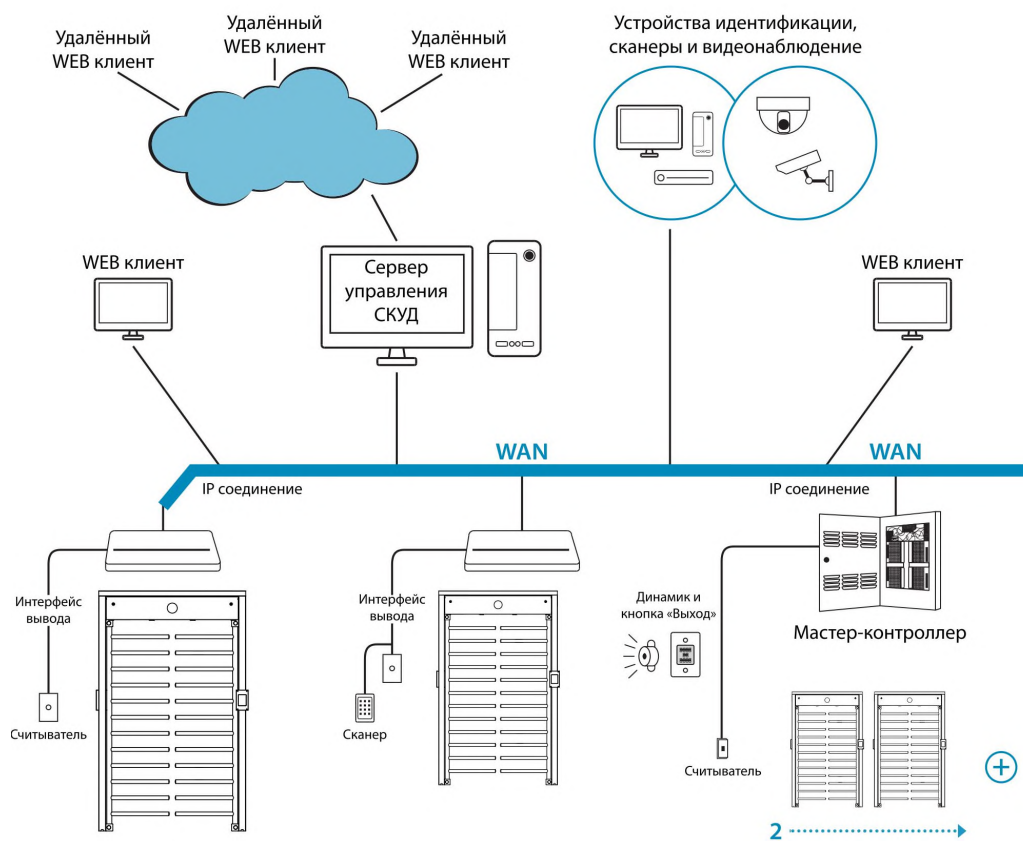 Удалённый
WEB клиент
Удалённый
WEB клиент
Удалённый
WEB клиент
Устройства идентификации,
сканеры и видеонаблюдение
WEB клиент
Сервер
управления
СКУД
WEB клиент
WAN
WAN
IP соединение
IP соединение
Интерфейс
вывода
Считыватель
Интерфейс
вывода
Сканер
Динамик и
кнопка «Выход»
Мастер-контроллер
Считыватель
2